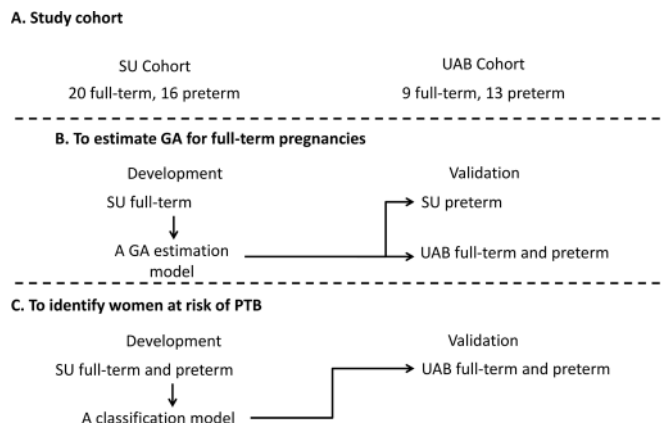 A. Study cohort
SU Cohort
20 full-term, 16 preterm
UAB Cohort
9 full-term, 13 preterm
B. To estimate GA for full-term pregnancies
Development
SU full-term
A GA estimation
model
Validation
SU preterm
UAB full-term and preterm
C. To identify women at risk of PTB
Development
SU full-term and preterm
A classification model
Validation
UAB full-term and preterm